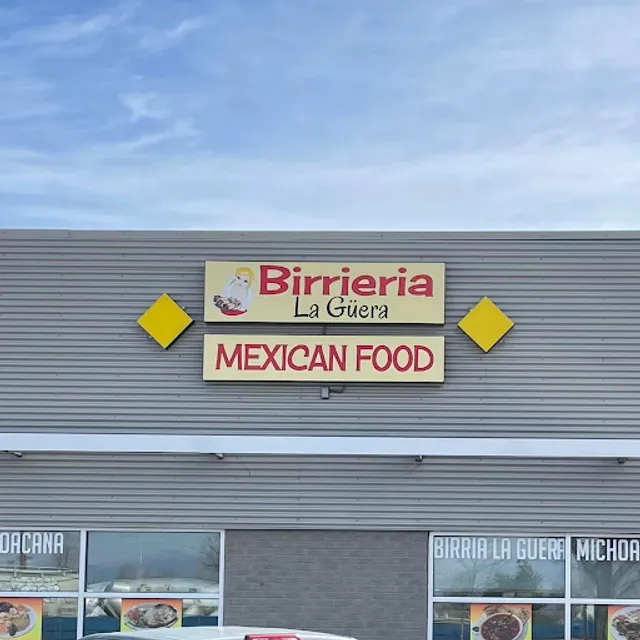 Birrieria
La Güera
MEXICAN FOOD
OACANA
BIRRIA LA GUERA MICHOA